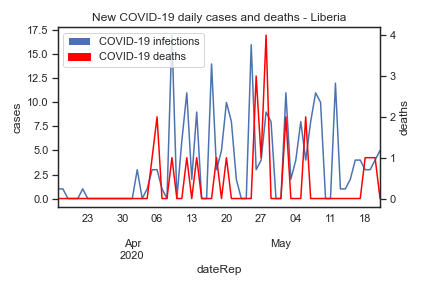 New COVID-19 daily cases and deaths - Liberia
COVID-19 infections
COVID-19 deaths
17.5
15.0
12.5
10.0
7.5
5.0
2.5
0.0
cases
4
3
2
1
0
deaths
23 30 06 13 20 27 04 11 18
Apr May
2020
dateRep